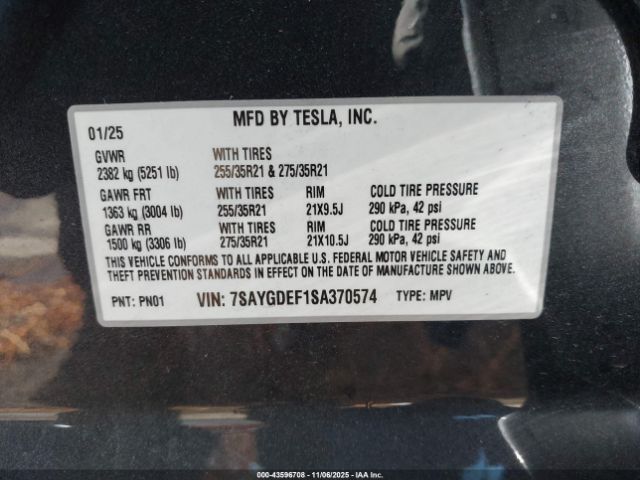 MFD BY TESLA, INC.
01/25
GVWR WITH TIRES
2382 kg (5251 lb) 255/35R21 & 275/35R21
GAWR FRT WITH TIRES RIM COLD TIRE PRESSURE
1363 kg (3004 lb) 255/35R21 21X9.5J 290 kPa, 42 psi
GAWR RR WITH TIRES RIM COLD TIRE PRESSURE
1500 kg (3306 lb) 275/35R21 21X10.5J 290 kPa, 42 psi
THIS VEHICLE CONFORMS TO ALL APPLICABLE U.S. FEDERAL MOTOR VEHICLE SAFETY AND
THEFT PREVENTION STANDARDS IN EFFECT ON THE DATE OF MANUFACTURE SHOWN ABOVE.
PNT: PN01 VIN: 7SAYGDEF1SA370574 TYPE: MPV
000-43596708 - 11/06/2025 - IAA Inc.